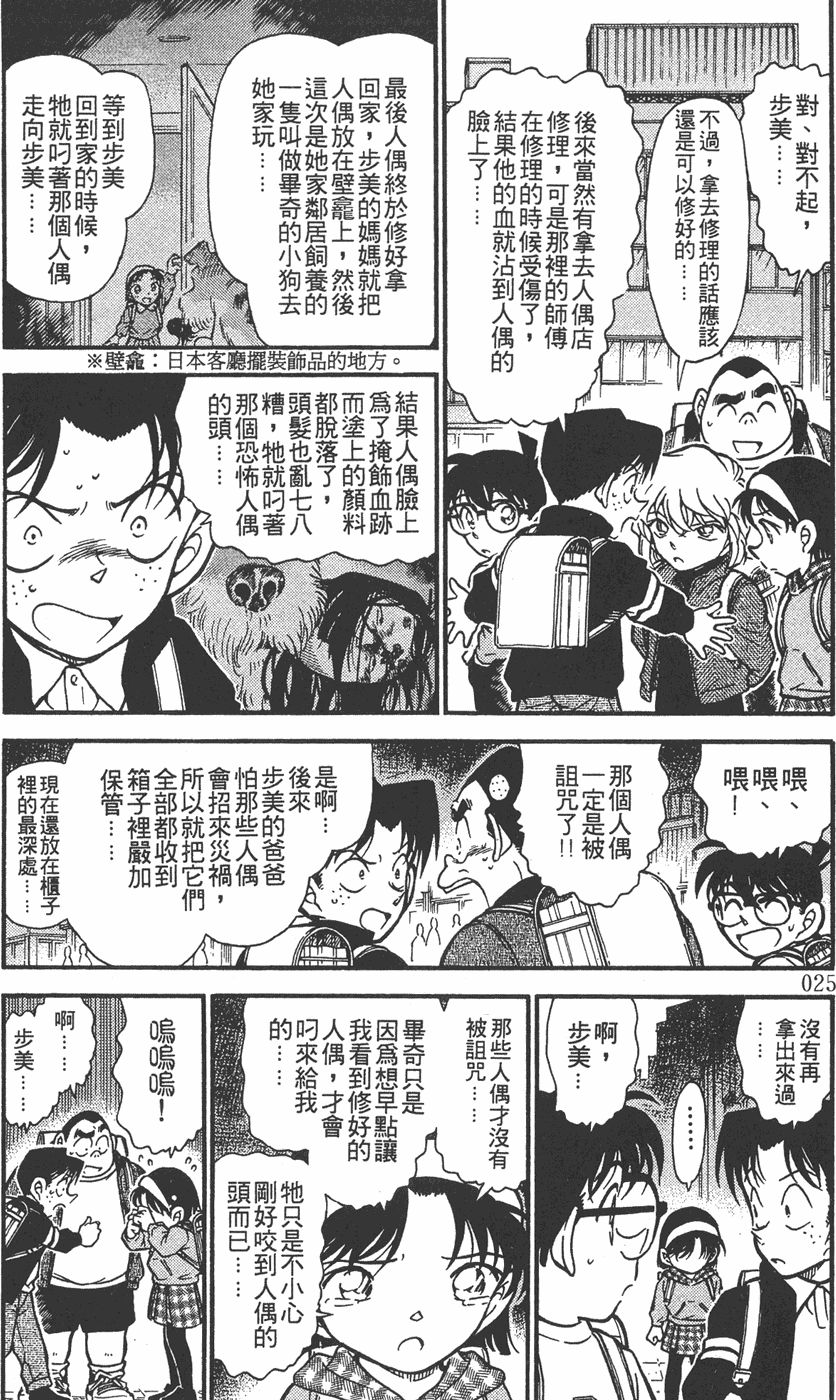 對、對不起，
步美……
不過，拿去修理的話應該
還是可以修好的……
後來當然有拿去人偶店
修理，可是那裡的師傅
在修理的時候受傷了，
結果他的血就沾到人偶的
臉上了……
最後人偶終於修好拿
回家，步美的媽媽就把
人偶放在壁龕上，然後
這次是她家鄰居飼養的
一隻叫做畢奇的小狗去
她家玩……
等到步美
回到家的時候，
牠就叼著那個人偶
走向步美……
※壁龕：日本客廳擺裝飾品的地方。
結果人偶臉上
為了掩飾血跡
而塗上的顏料
都脫落了，
頭髮也亂七八
糟，牠就叼著
那個恐怖人偶
的頭……
喂、
喂、
喂！
那個人偶
一定是被
詛咒了!!
是啊…
後來
步美的爸爸
怕那些人偶
會招來災禍，
所以就把它們
全部都收到
箱子裡嚴加
保管……
現在還放在櫃子
裡的最深處……
025
沒有再
拿出來過
……
……
啊，
步美…
那些人偶才沒有
被詛咒……
畢奇只是
因為想早點讓
我看到修好的
人偶，才會
叼來給我
的……
牠只是不小心
剛好咬到人偶的
頭而已……
嗚嗚嗚！
啊……
步美…